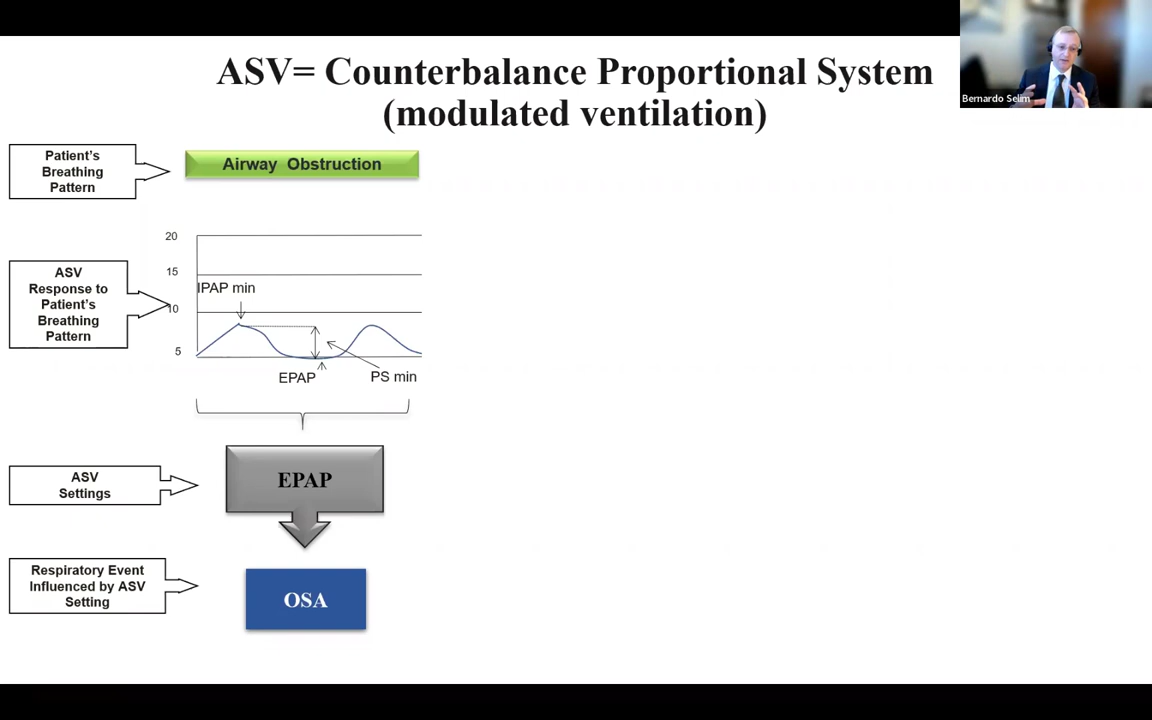 ASV= Counterbalance Proportional System
(modulated ventilation)
Bernardo Selim
Patient's
Breathing
Pattern
Airway Obstruction
ASV
Response to
Patient's
Breathing
Pattern
20
15
10
5
IPAP min
EPAP
PS min
ASV
Settings
EPAP
Respiratory Event
Influenced by ASV
Setting
OSA